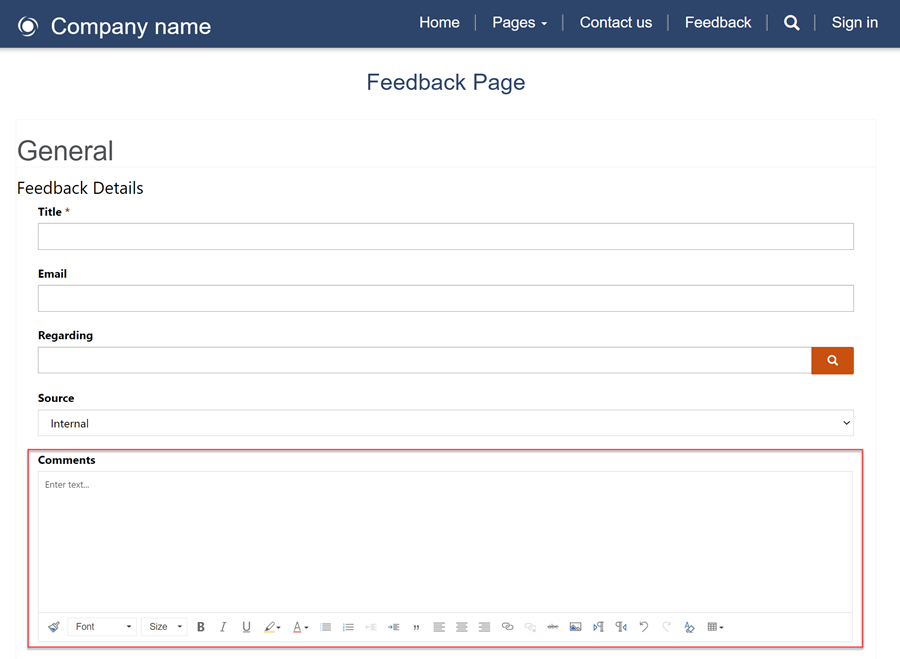 Company name
Home Pages Contact us Feedback Sign in
Feedback Page
General
Feedback Details
Title *
Email
Regarding
Source
Internal
Comments
Enter text...
Font Size B I U A